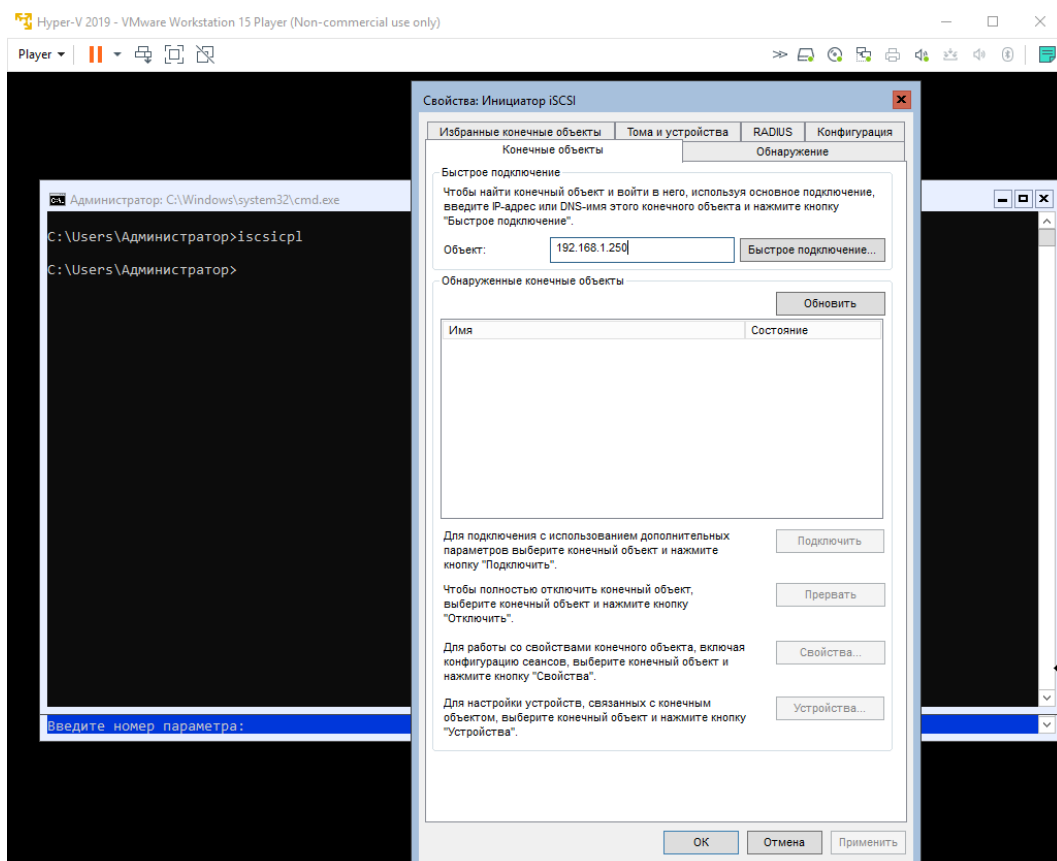 Hyper-V 2019 - VMware Workstation 15 Player (Non-commercial use only)
Player
Свойства: Инициатор iSCSI
Избранные конечные объекты
Тома и устройства
RADIUS
Конфигурация
Конечные объекты
Обнаружение
Быстрое подключение
Чтобы найти конечный объект и войти в него, используя основное подключение,
введите IP-адрес или DNS-имя этого конечного объекта и нажмите кнопку
"Быстрое подключение".
Объект:
192.168.1.250
Быстрое подключение...
Обнаруженные конечные объекты
Обновить
Имя
Состояние
Для подключения с использованием дополнительных
параметров выберите конечный объект и нажмите
кнопку "Подключить".
Подключить
Чтобы полностью отключить конечный объект,
выберите конечный объект и нажмите кнопку
"Отключить".
Прервать
Для работы со свойствами конечного объекта, включая
конфигурацию сеансов, выберите конечный объект и
нажмите кнопку "Свойства".
Свойства...
Для настройки устройств, связанных с конечным
объектом, выберите конечный объект и нажмите кнопку
"Устройства".
Устройства...
ОК
Отмена
Применить
Администратор: C:\Windows\system32\cmd.exe
C:\Users\Администратор>iscsicpl
C:\Users\Администратор>
Введите номер параметра: